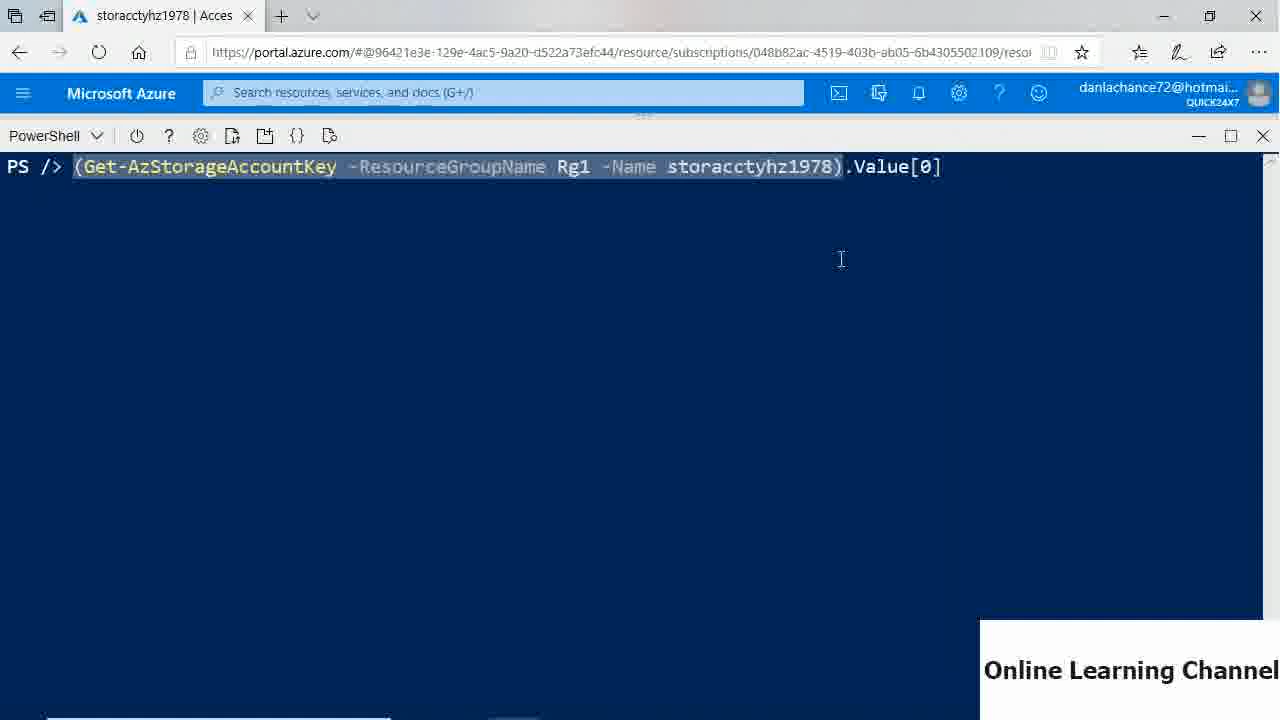 storacctyhz1978 | Acces
https://portal.azure.com/#@96421e3e-129e-4ac5-9a20-d522a73efc44/resource/subscriptions/048b82ac-4519-403b-ab05-6b4305502109/resou
Microsoft Azure
Search resources, services, and docs (G+/)
danlachance72@hotmai...
QUICK24X7
PowerShell
PS /> (Get-AzStorageAccountKey -ResourceGroupName Rg1 -Name storacctyhz1978).Value[0]
Online Learning Channel